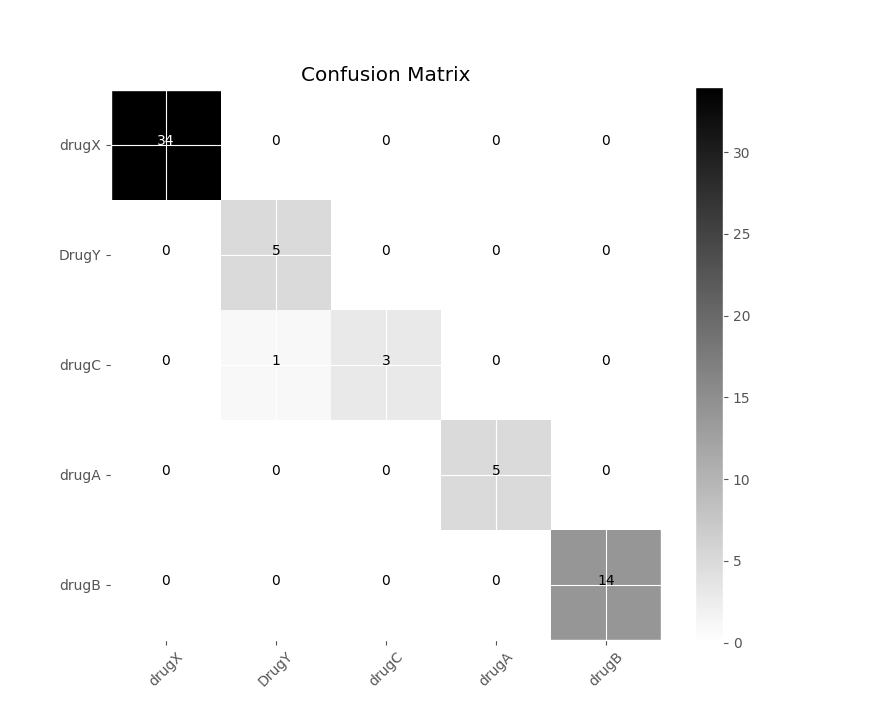 Confusion Matrix
drugX 34 0 0 0 0
DrugY 0 5 0 0 0
drugC 0 1 3 0 0
drugA 0 0 0 5 0
drugB 0 0 0 0 14
drugX DrugY drugC drugA drugB
30
25
20
15
10
5
0